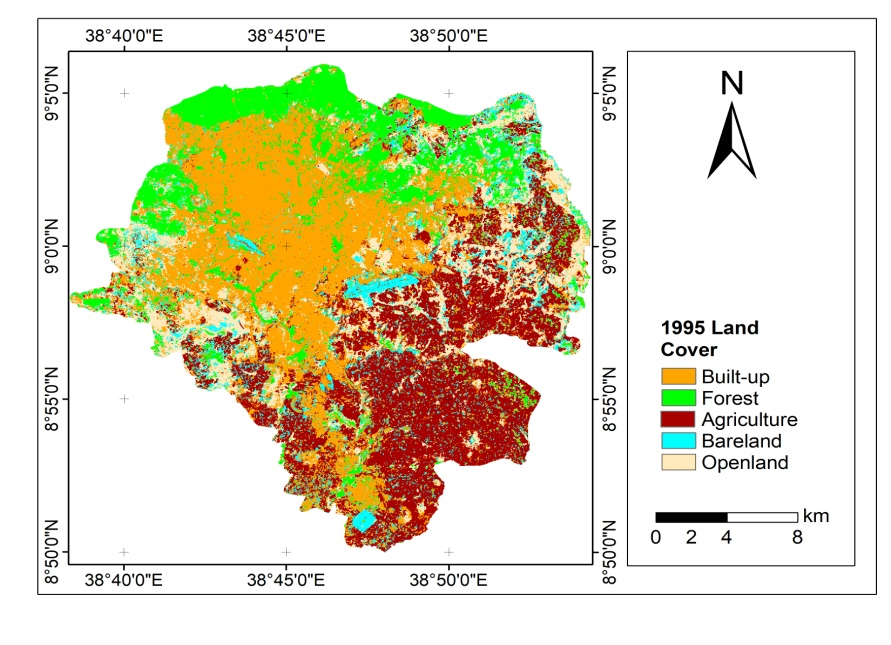 38°40'0"E 38°45'0"E 38°50'0"E
9°5'0"N 9°5'0"N
N
9°0'0"N 9°0'0"N
1995 Land
Cover
Built-up
Forest
8°55'0"N 8°55'0"N
Agriculture
Bareland
Openland
km
0 2 4 8
8°50'0"N 8°50'0"N
38°40'0"E 38°45'0"E 38°50'0"E